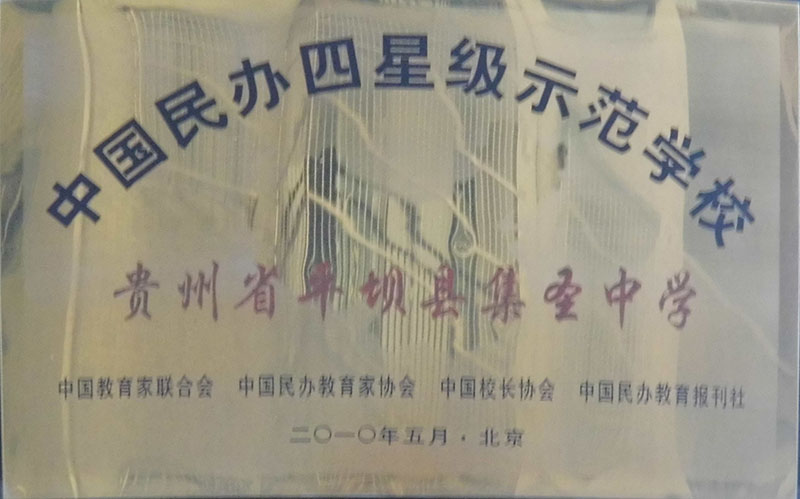 中国民办四星级示范学校
贵州省平坝县集圣中学
中国教育家联合会 中国民办教育家协会 中国校长协会 中国民办教育报刊社
二〇一〇年五月·北京